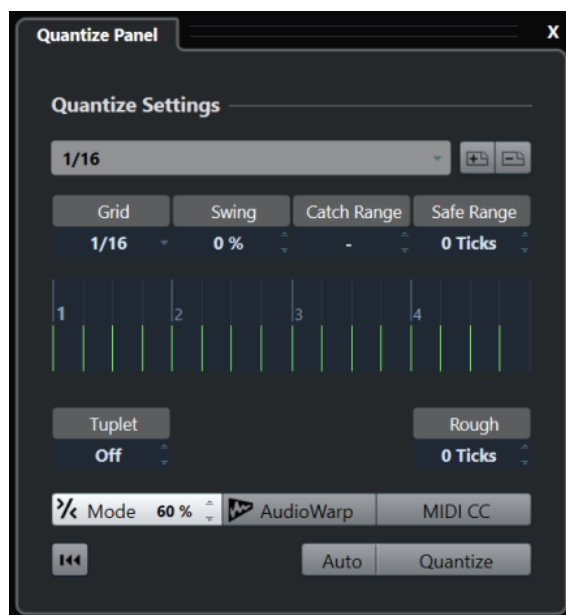 Quantize Panel X
Quantize Settings
1/16
Grid Swing Catch Range Safe Range
1/16 0 % - 0 Ticks
1 2 3 4
Tuplet Rough
Off 0 Ticks
Mode 60 % AudioWarp MIDI CC
Auto Quantize